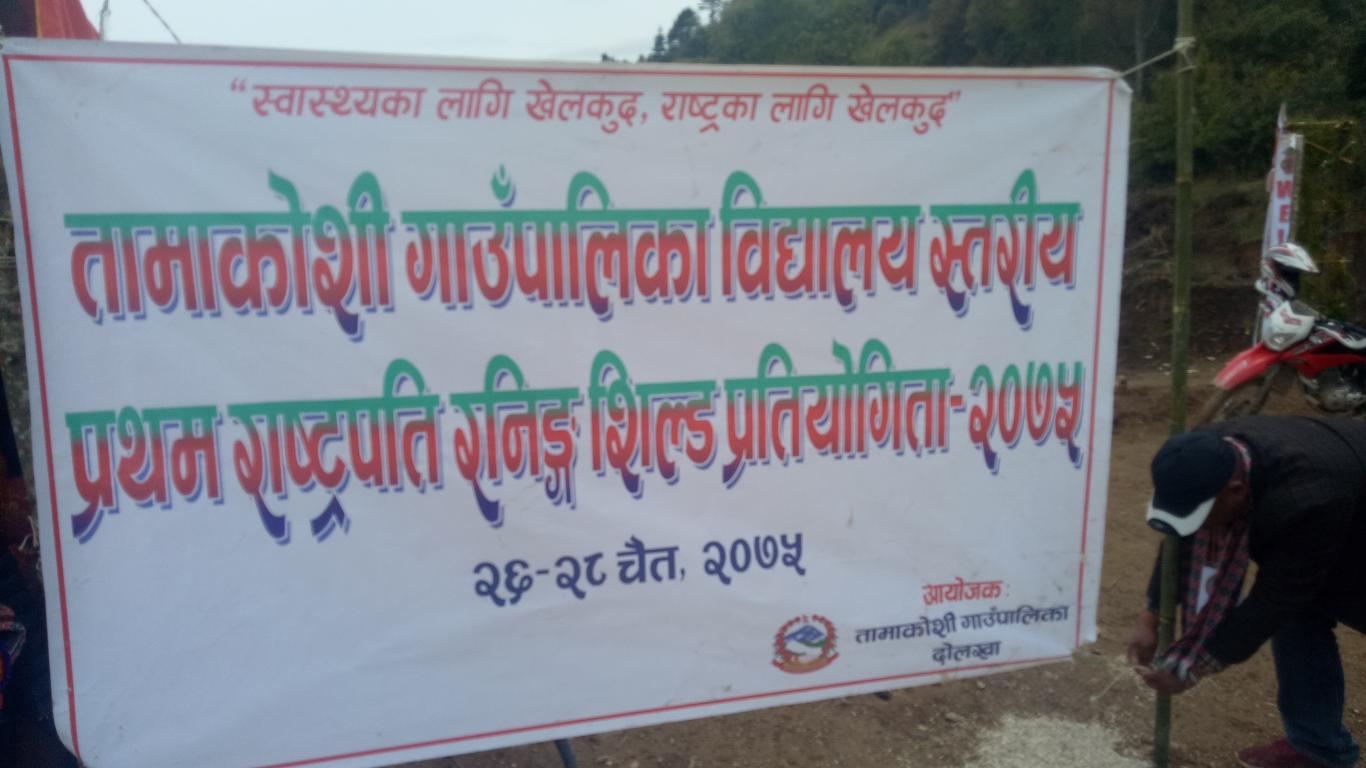 “स्वास्थ्यका लागि खेलकुद, राष्ट्रका लागि खेलकुद”
तामाकोशी गाउँपालिका विद्यालय स्तरीय
प्रथम राष्ट्रपति रनिङ्ग शिल्ड प्रतियोगिता-२०७५
२६-२८ चैत, २०७५
आयोजक :
तामाकोशी गाउँपालिका
दोलखा